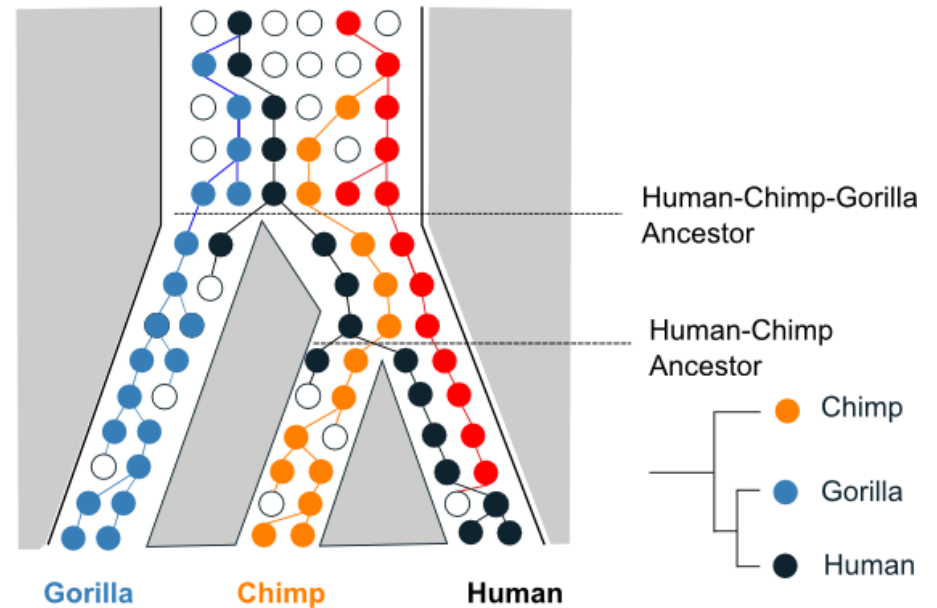 Human-Chimp-Gorilla
Ancestor
Human-Chimp
Ancestor
Chimp
Gorilla
Human
Gorilla
Chimp
Human